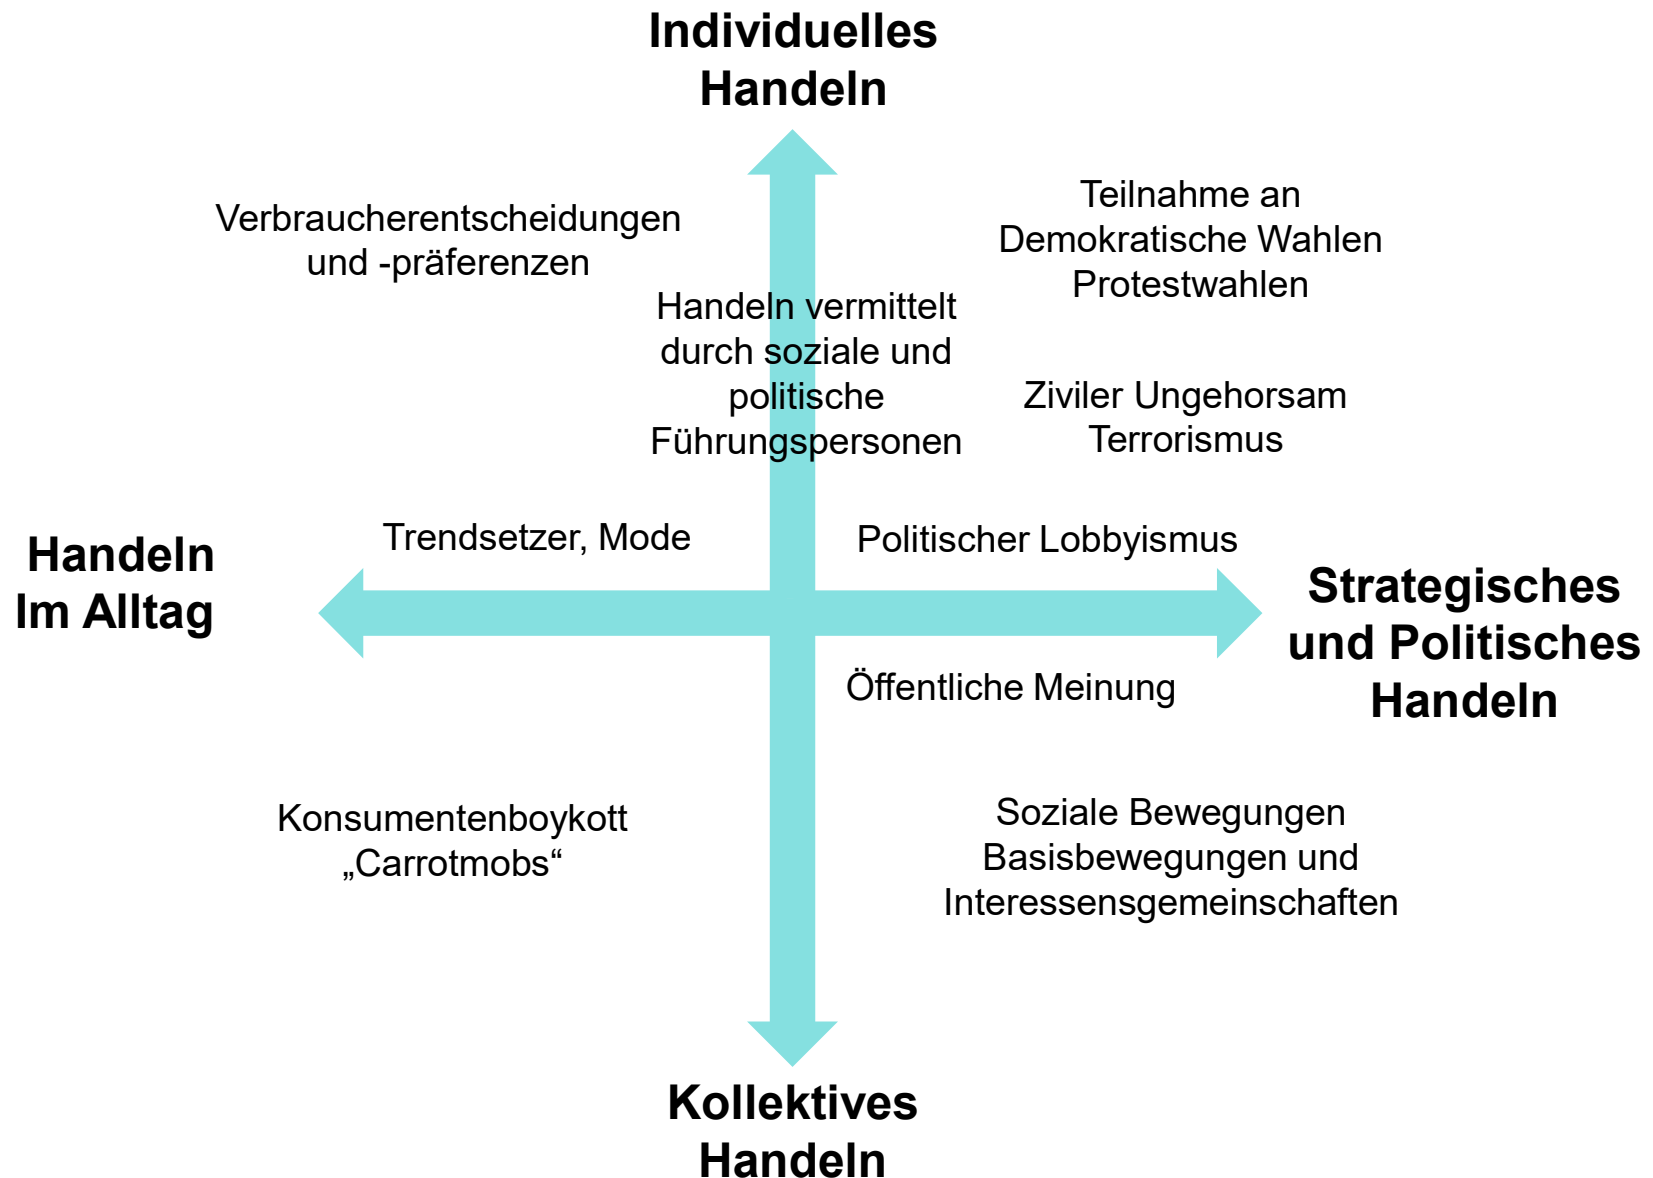 Individuelles
Handeln
Verbraucherentscheidungen
und -präferenzen
Teilnahme an
Demokratische Wahlen
Protestwahlen
Handeln vermittelt
durch soziale und
politische
Führungspersonen
Ziviler Ungehorsam
Terrorismus
Handeln
Im Alltag
Trendsetzer, Mode
Politischer Lobbyismus
Strategisches
und Politisches
Handeln
Öffentliche Meinung
Konsumentenboykott
„Carrotmobs“
Soziale Bewegungen
Basisbewegungen und
Interessensgemeinschaften
Kollektives
Handeln